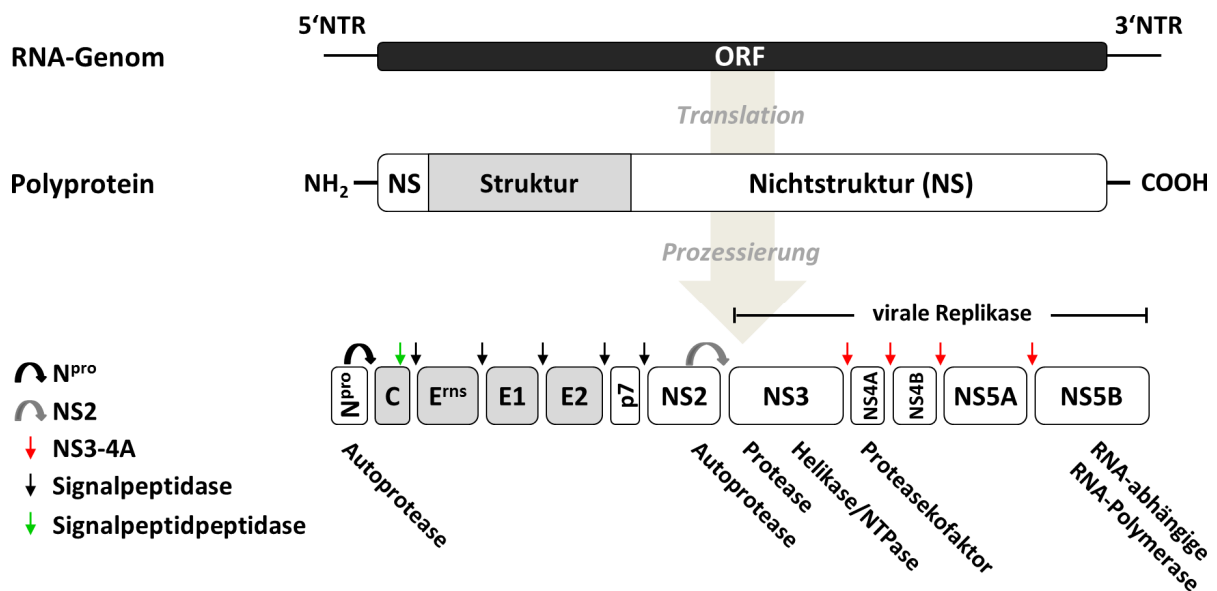 5‘NTR
3‘NTR
RNA-Genom
ORF
Translation
Polyprotein
NH2
NS
Struktur
Nichtstruktur (NS)
COOH
Prozessierung
virale Replikase
Npro
C
Erns
E1
E2
p7
NS2
NS3
NS4A
NS4B
NS5A
NS5B
Npro
NS2
NS3-4A
Signalpeptidase
Signalpeptidpeptidase
Autoprotease
Autoprotease
Protease
Helikase/NTPase
Proteasekofaktor
RNA-abhängige
RNA-Polymerase